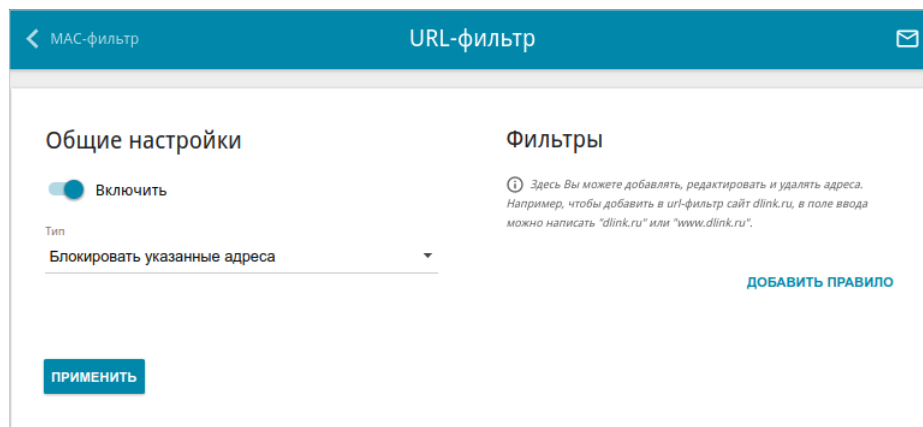 МАС-фильтр
URL-фильтр
Общие настройки
Включить
Тип
Блокировать указанные адреса
ПРИМЕНИТЬ
Фильтры
Здесь Вы можете добавлять, редактировать и удалять адреса.
Например, чтобы добавить в url-фильтр сайт dlink.ru, в поле ввода
можно написать "dlink.ru" или "www.dlink.ru".
ДОБАВИТЬ ПРАВИЛО